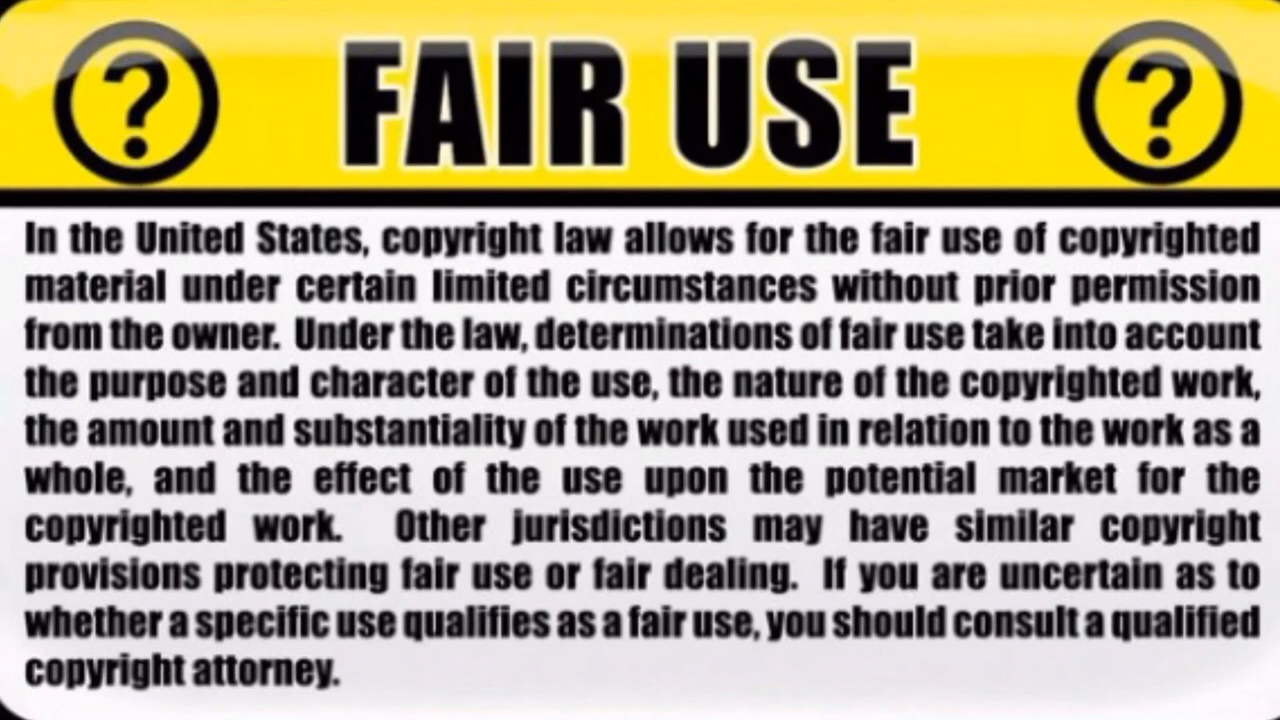 ? FAIR USE ?
In the United States, copyright law allows for the fair use of copyrighted
material under certain limited circumstances without prior permission
from the owner. Under the law, determinations of fair use take into account
the purpose and character of the use, the nature of the copyrighted work,
the amount and substantiality of the work used in relation to the work as a
whole, and the effect of the use upon the potential market for the
copyrighted work. Other jurisdictions may have similar copyright
provisions protecting fair use or fair dealing. If you are uncertain as to
whether a specific use qualifies as a fair use, you should consult a qualified
copyright attorney.